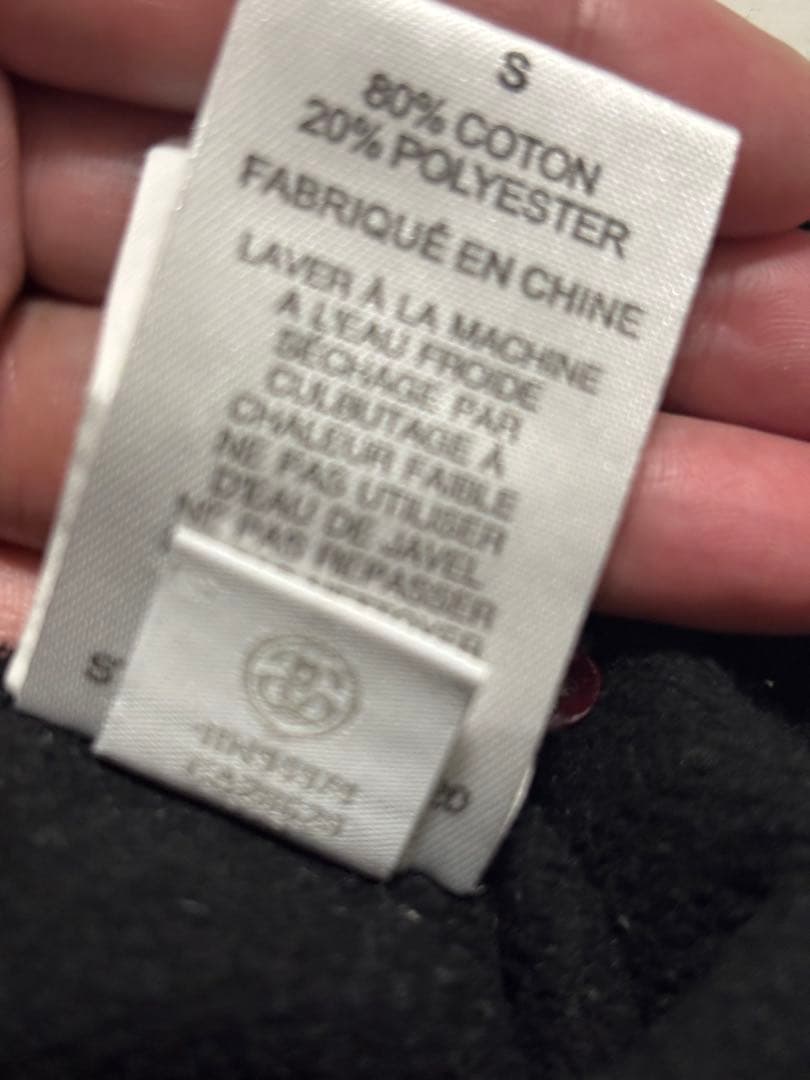 S
80% COTON
20% POLYESTER
FABRIQUÉ EN CHINE
LAVER À LA MACHINE
À L'EAU FROIDE
SÉCHAGE PAR
CULBUTAGE À
CHALEUR FAIBLE
NE PAS UTILISER
D'EAU DE JAVEL
NE PAS REPASSER